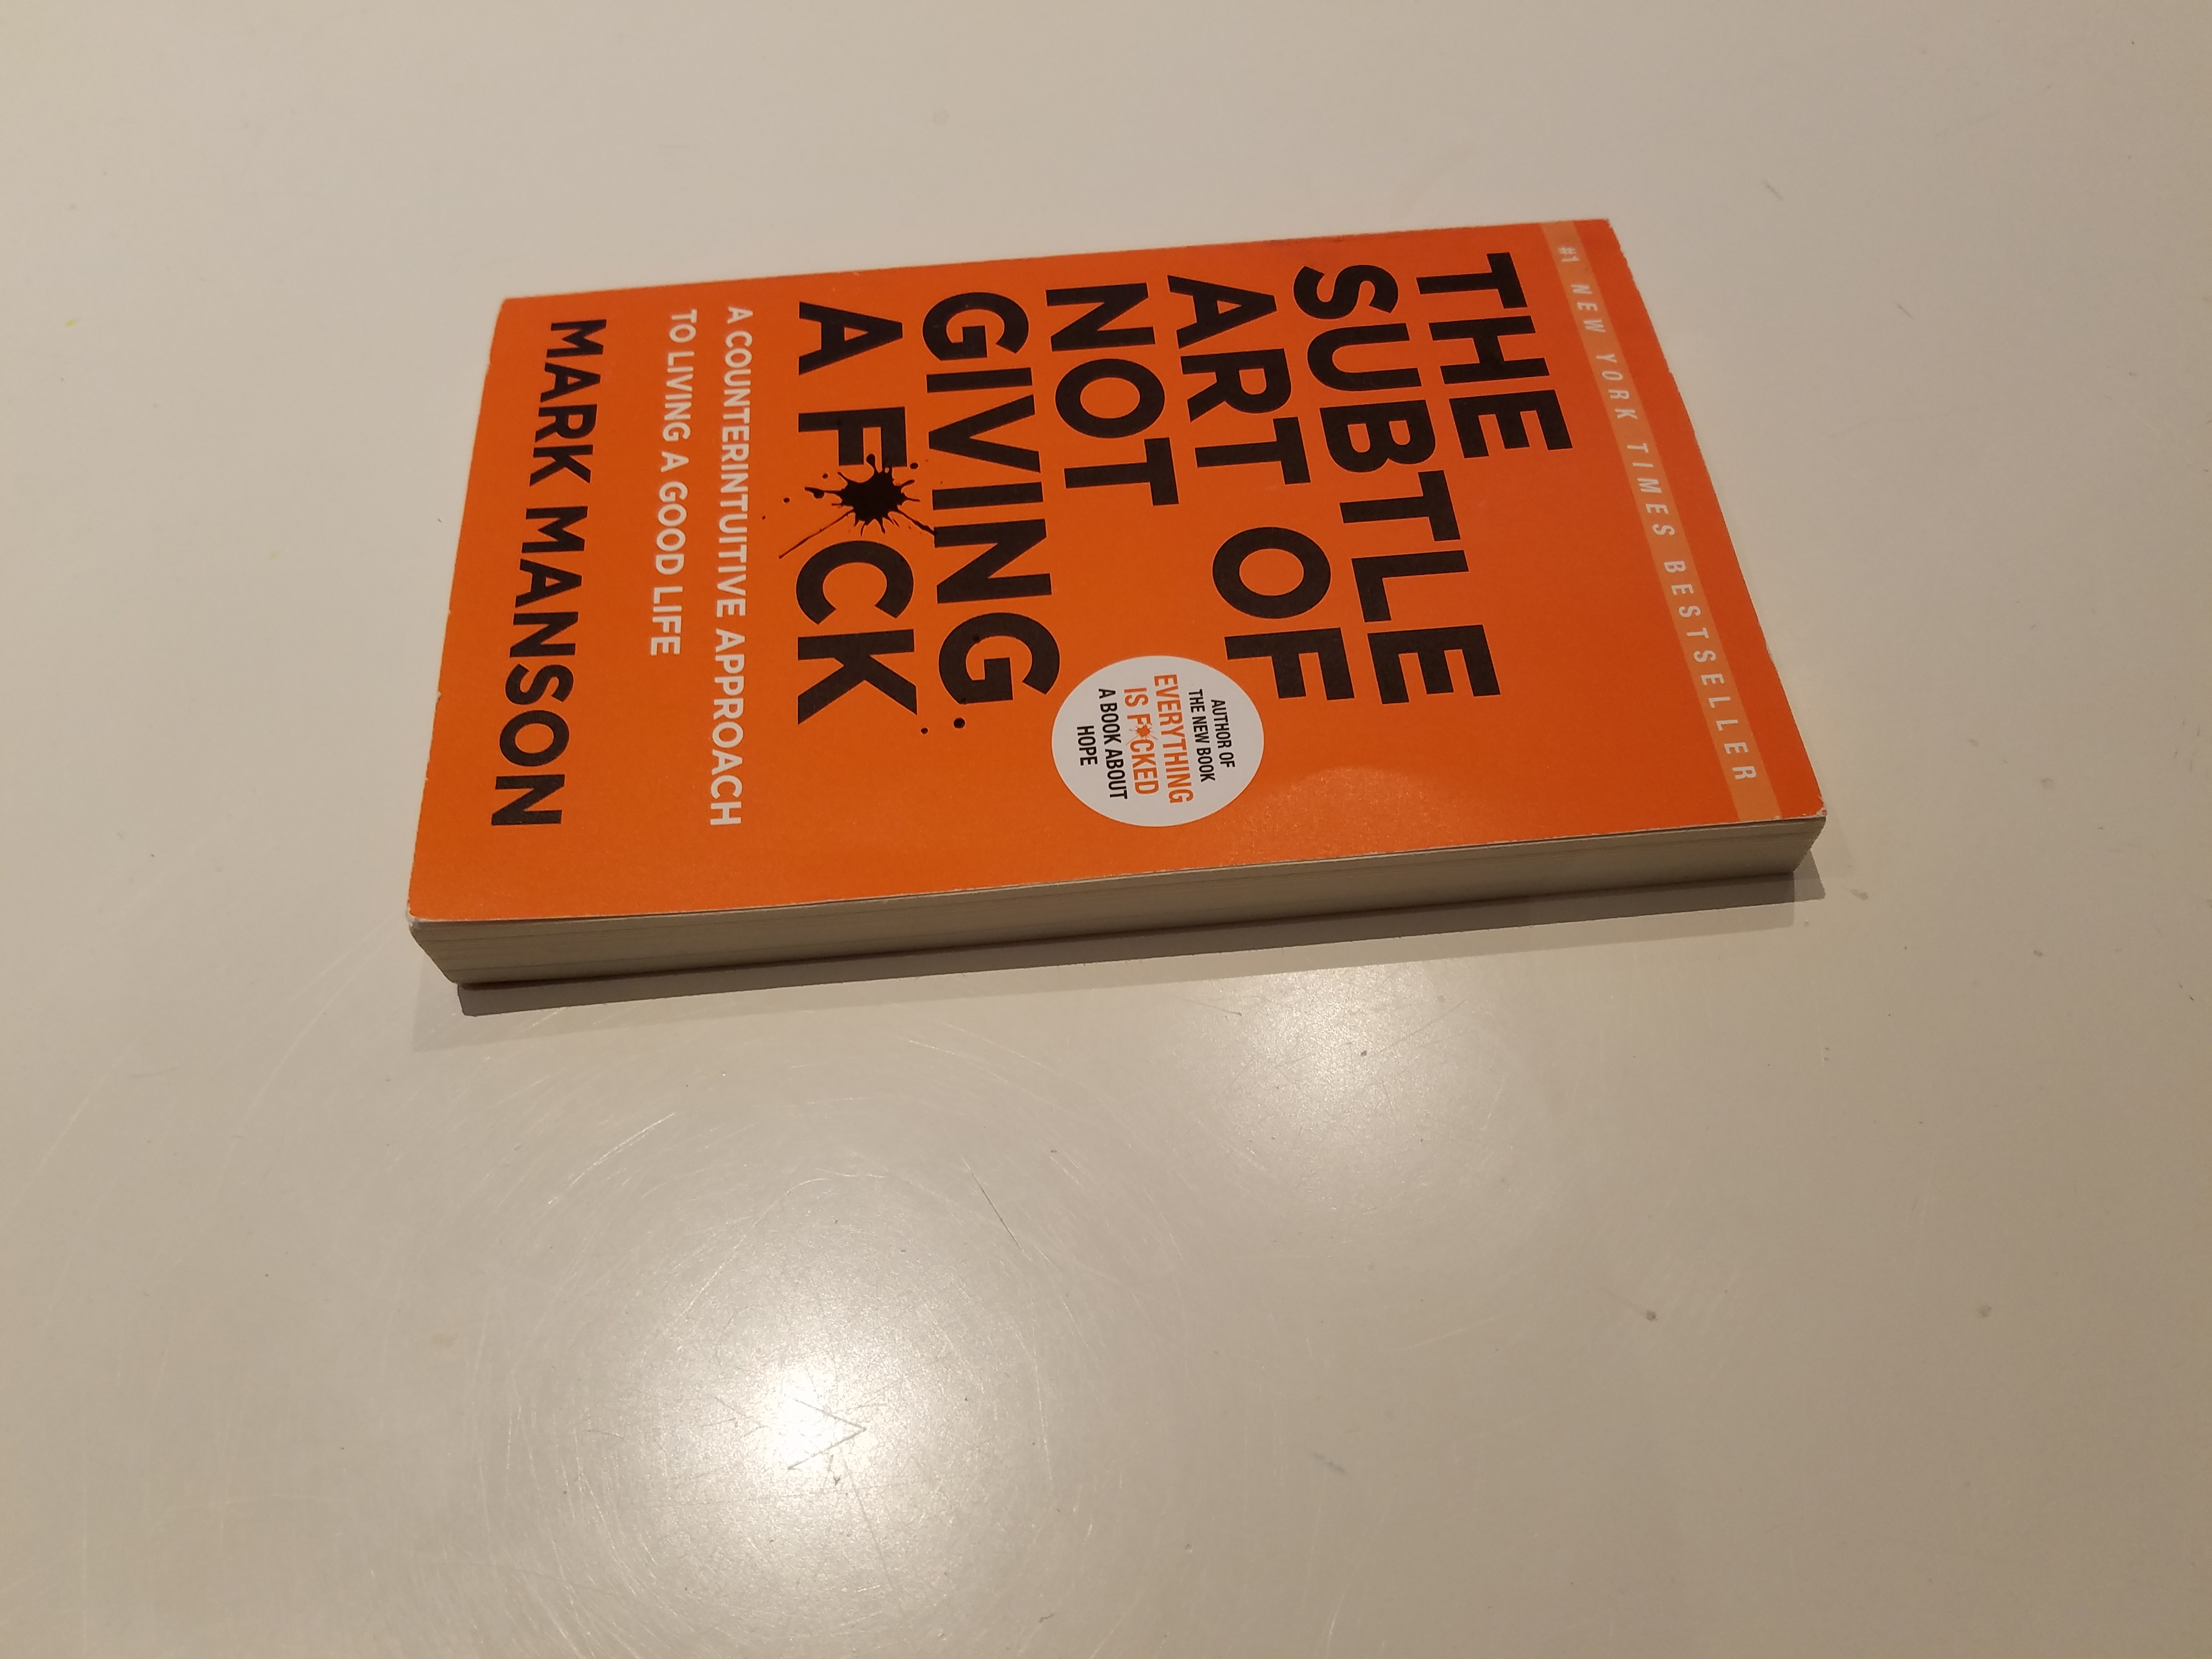 #1 NEW YORK TIMES BESTSELLER
THE
SUBTLE
ART OF
NOT
GIVING
A F*CK
AUTHOR OF
THE NEW BOOK
EVERYTHING
IS F*CKED
A BOOK ABOUT
HOPE
A COUNTERINTUITIVE APPROACH
TO LIVING A GOOD LIFE
MARK MANSON